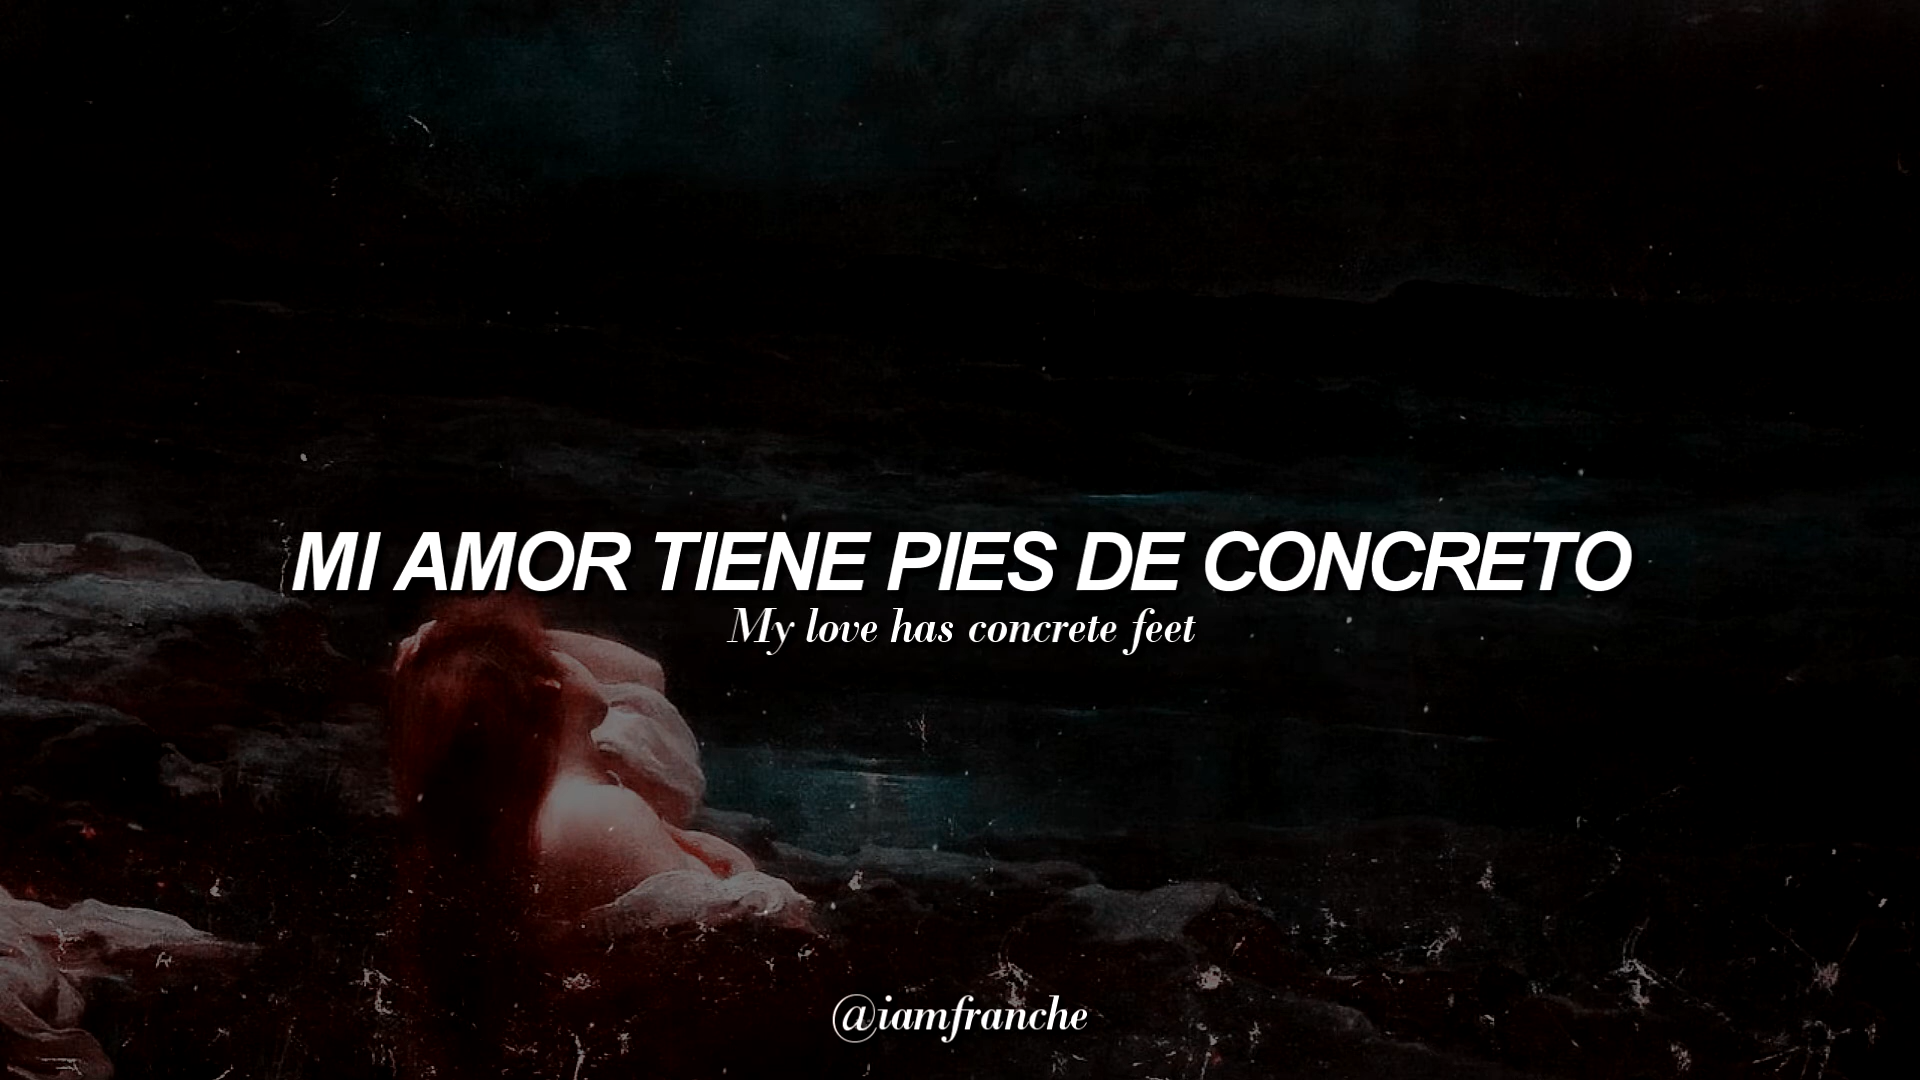 MI AMOR TIENE PIES DE CONCRETO
My love has concrete feet
@iamfranche